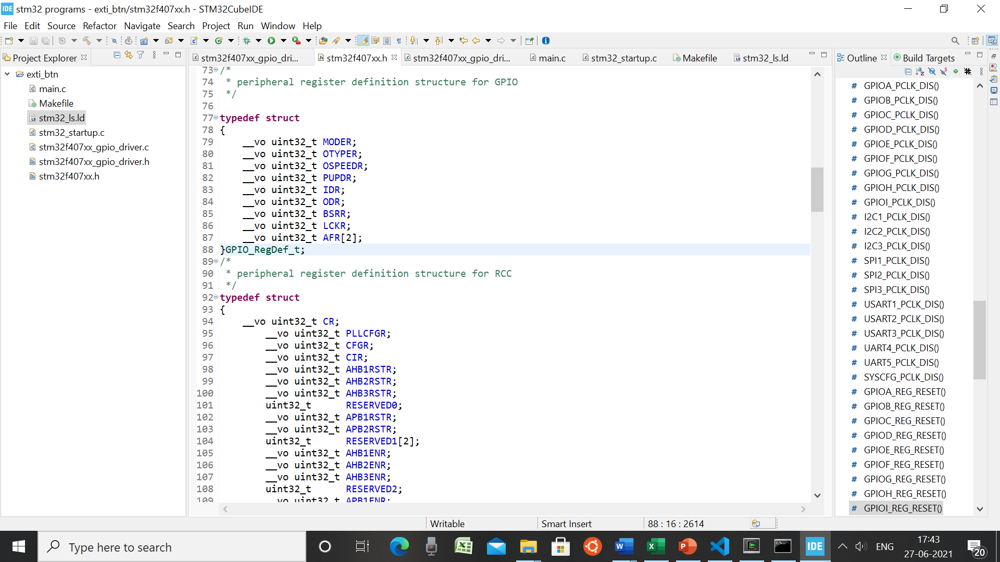 IDE stm32 programs - exti_btn/stm32f407xx.h - STM32CubeIDE
File Edit Source Refactor Navigate Search Project Run Window Help
Project Explorer
exti_btn
main.c
Makefile
stm32_ls.ld
stm32_startup.c
stm32f407xx_gpio_driver.c
stm32f407xx_gpio_driver.h
stm32f407xx.h
stm32f407xx_gpio_dri... stm32f407xx.h stm32f407xx_gpio_dri... main.c stm32_startup.c Makefile stm32_ls.ld
73 /*
74 * peripheral register definition structure for GPIO
75 */
76
77 typedef struct
78 {
79 __vo uint32_t MODER;
80 __vo uint32_t OTYPER;
81 __vo uint32_t OSPEEDR;
82 __vo uint32_t PUPDR;
83 __vo uint32_t IDR;
84 __vo uint32_t ODR;
85 __vo uint32_t BSRR;
86 __vo uint32_t LCKR;
87 __vo uint32_t AFR[2];
88 }GPIO_RegDef_t;
89 /*
90 * peripheral register definition structure for RCC
91 */
92 typedef struct
93 {
94 __vo uint32_t CR;
95 __vo uint32_t PLLCFGR;
96 __vo uint32_t CFGR;
97 __vo uint32_t CIR;
98 __vo uint32_t AHB1RSTR;
99 __vo uint32_t AHB2RSTR;
100 __vo uint32_t AHB3RSTR;
101 uint32_t RESERVED0;
102 __vo uint32_t APB1RSTR;
103 __vo uint32_t APB2RSTR;
104 uint32_t RESERVED1[2];
105 __vo uint32_t AHB1ENR;
106 __vo uint32_t AHB2ENR;
107 __vo uint32_t AHB3ENR;
108 uint32_t RESERVED2;
109 __vo uint32_t APB1ENR;
Outline Build Targets
# GPIOA_PCLK_DIS()
# GPIOB_PCLK_DIS()
# GPIOC_PCLK_DIS()
# GPIOD_PCLK_DIS()
# GPIOE_PCLK_DIS()
# GPIOF_PCLK_DIS()
# GPIOG_PCLK_DIS()
# GPIOH_PCLK_DIS()
# GPIOI_PCLK_DIS()
# I2C1_PCLK_DIS()
# I2C2_PCLK_DIS()
# I2C3_PCLK_DIS()
# SPI1_PCLK_DIS()
# SPI2_PCLK_DIS()
# SPI3_PCLK_DIS()
# USART1_PCLK_DIS()
# USART2_PCLK_DIS()
# USART3_PCLK_DIS()
# UART4_PCLK_DIS()
# UART5_PCLK_DIS()
# SYSCFG_PCLK_DIS()
# GPIOA_REG_RESET()
# GPIOB_REG_RESET()
# GPIOC_REG_RESET()
# GPIOD_REG_RESET()
# GPIOE_REG_RESET()
# GPIOF_REG_RESET()
# GPIOG_REG_RESET()
# GPIOH_REG_RESET()
# GPIOI_REG_RESET()
Writable Smart Insert 88 : 16 : 2614
Type here to search
IDE
ENG
17:43
27-06-2021
20